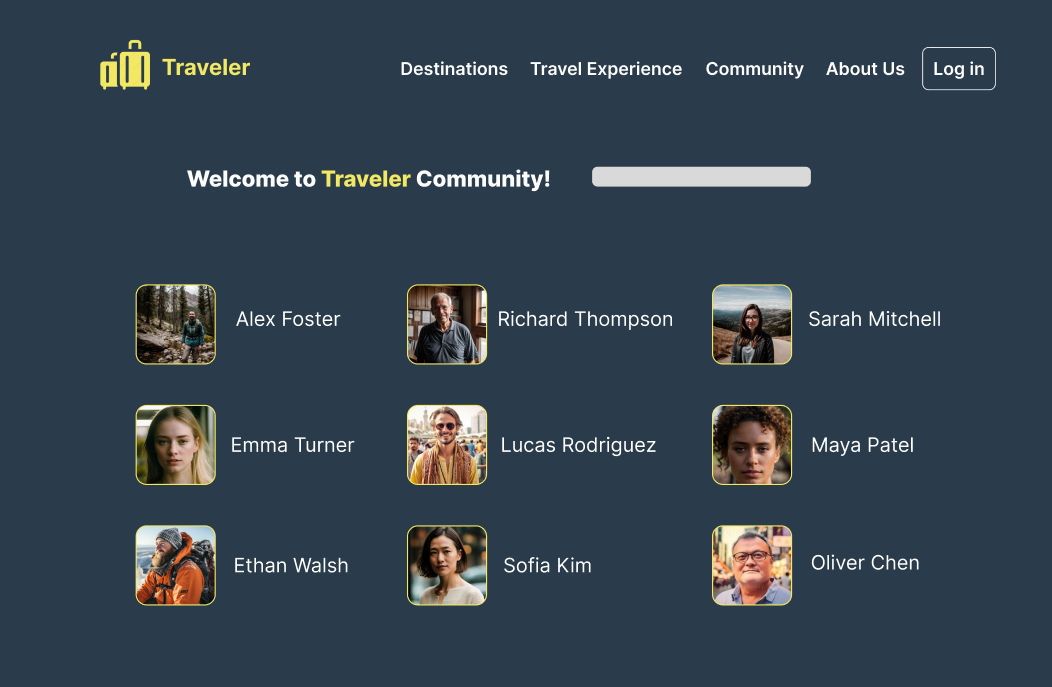 Traveler
Destinations Travel Experience Community About Us Log in
Welcome to Traveler Community!
Alex Foster Richard Thompson Sarah Mitchell
Emma Turner Lucas Rodriguez Maya Patel
Ethan Walsh Sofia Kim Oliver Chen